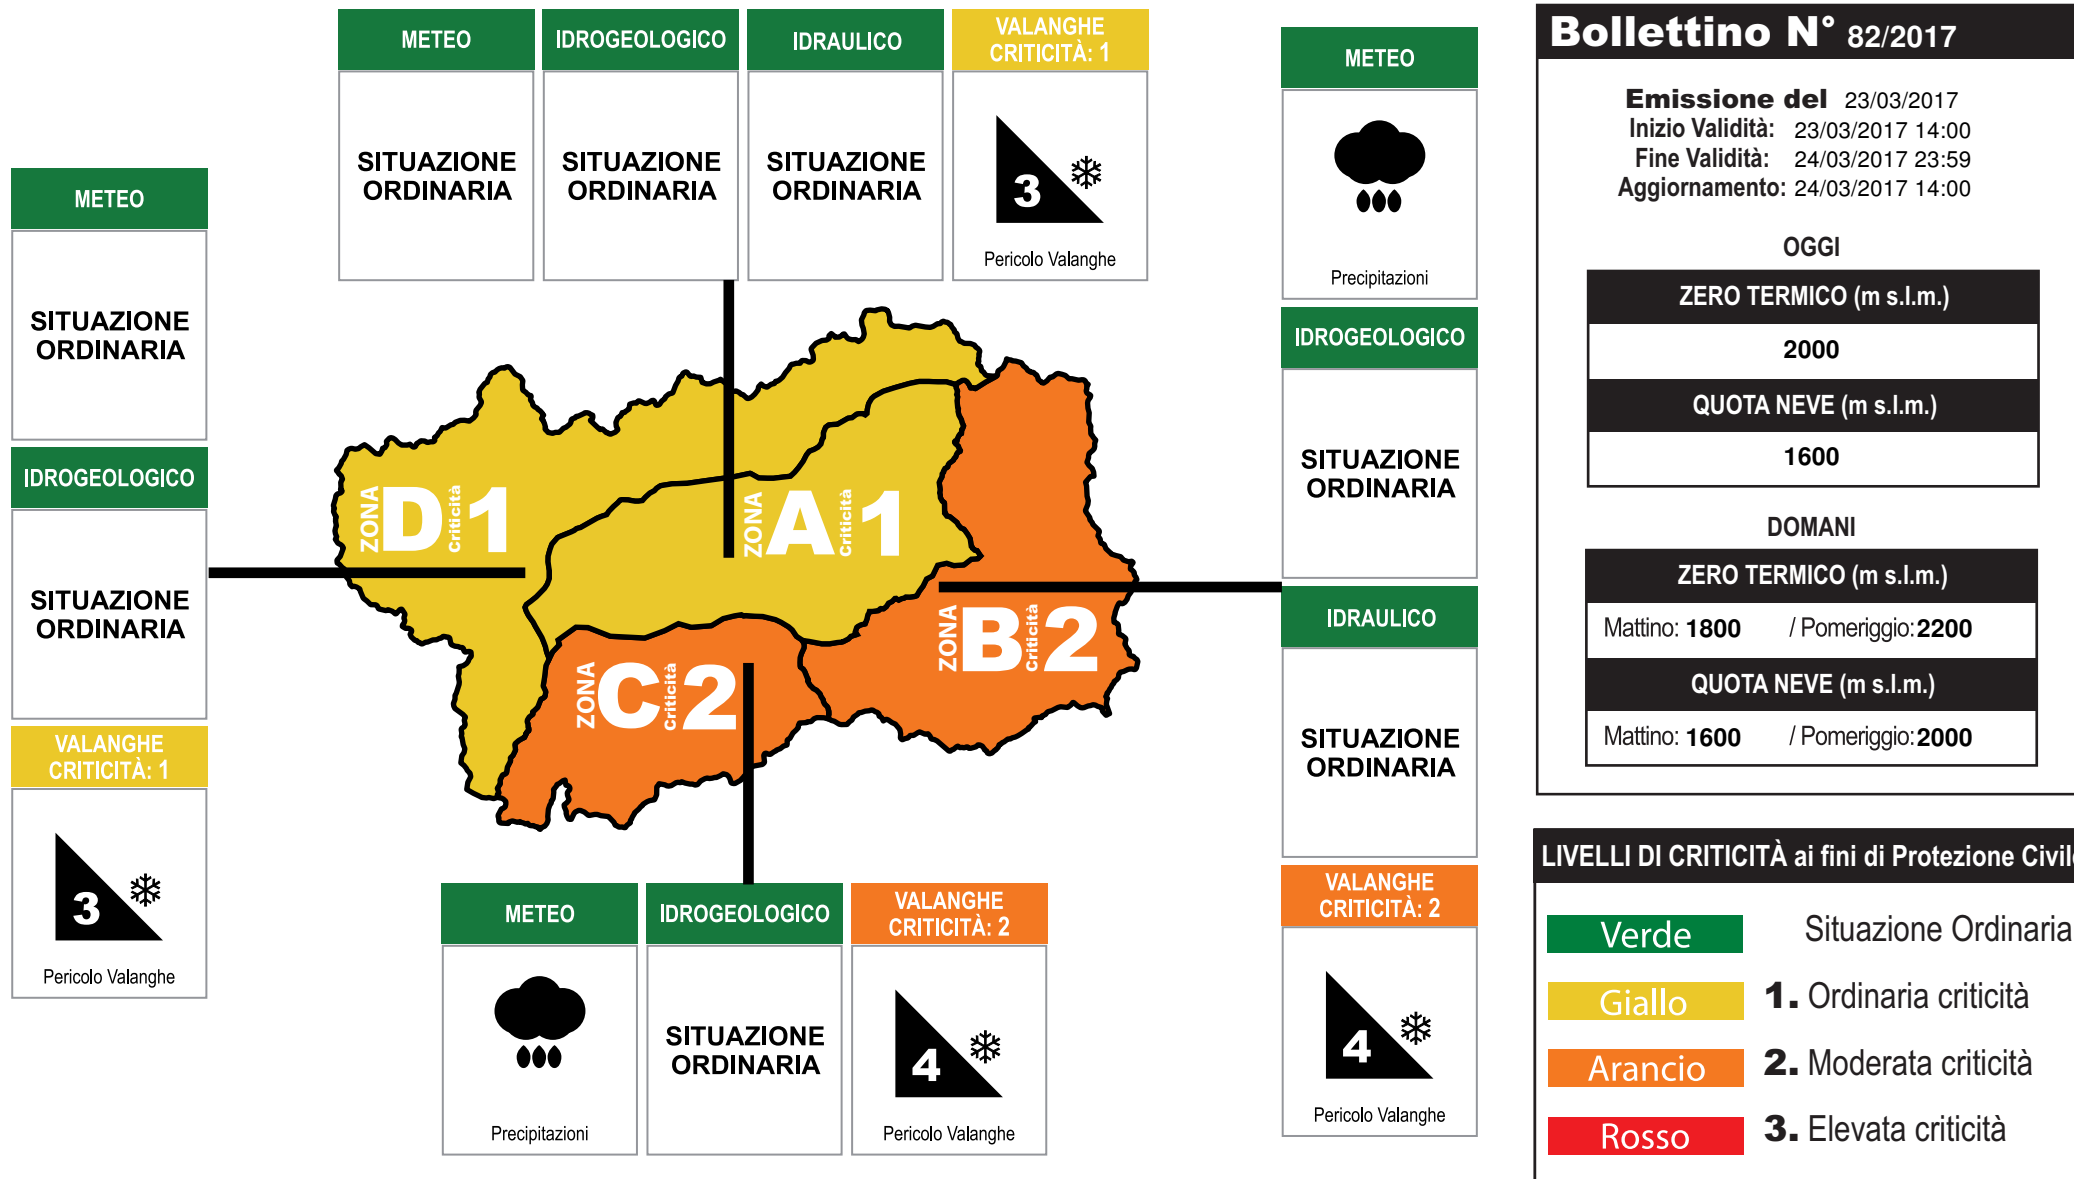 METEO
SITUAZIONE
ORDINARIA
IDROGEOLOGICO
SITUAZIONE
ORDINARIA
IDRAULICO
SITUAZIONE
ORDINARIA
VALANGHE
CRITICITÀ: 1
3
Pericolo Valanghe
METEO
SITUAZIONE
ORDINARIA
IDROGEOLOGICO
SITUAZIONE
ORDINARIA
VALANGHE
CRITICITÀ: 1
3
Pericolo Valanghe
ZONA D Criticità 1
ZONA A Criticità 1
ZONA B Criticità 2
ZONA C Criticità 2
METEO
Precipitazioni
IDROGEOLOGICO
SITUAZIONE
ORDINARIA
VALANGHE
CRITICITÀ: 2
4
Pericolo Valanghe
METEO
Precipitazioni
IDROGEOLOGICO
SITUAZIONE
ORDINARIA
IDRAULICO
SITUAZIONE
ORDINARIA
VALANGHE
CRITICITÀ: 2
4
Pericolo Valanghe
Bollettino N° 82/2017
Emissione del 23/03/2017
Inizio Validità: 23/03/2017 14:00
Fine Validità: 24/03/2017 23:59
Aggiornamento: 24/03/2017 14:00
OGGI
ZERO TERMICO (m s.l.m.)
2000
QUOTA NEVE (m s.l.m.)
1600
DOMANI
ZERO TERMICO (m s.l.m.)
Mattino: 1800 / Pomeriggio: 2200
QUOTA NEVE (m s.l.m.)
Mattino: 1600 / Pomeriggio: 2000
LIVELLI DI CRITICITÀ ai fini di Protezione Civile
Verde Situazione Ordinaria
Giallo 1. Ordinaria criticità
Arancio 2. Moderata criticità
Rosso 3. Elevata criticità